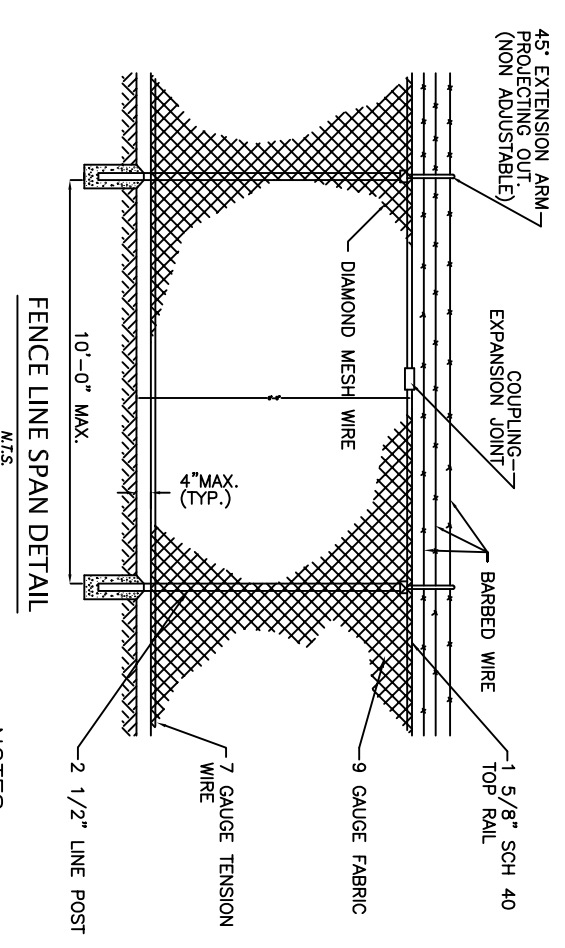 45° EXTENSION ARM
PROJECTING OUT.
(NON ADJUSTABLE)
COUPLING
EXPANSION JOINT
BARBED WIRE
1 5/8" SCH 40
TOP RAIL
DIAMOND MESH WIRE
9 GAUGE FABRIC
4"MAX.
(TYP.)
7 GAUGE TENSION
WIRE
2 1/2" LINE POST
10'-0" MAX.
FENCE LINE SPAN DETAIL
N.T.S.